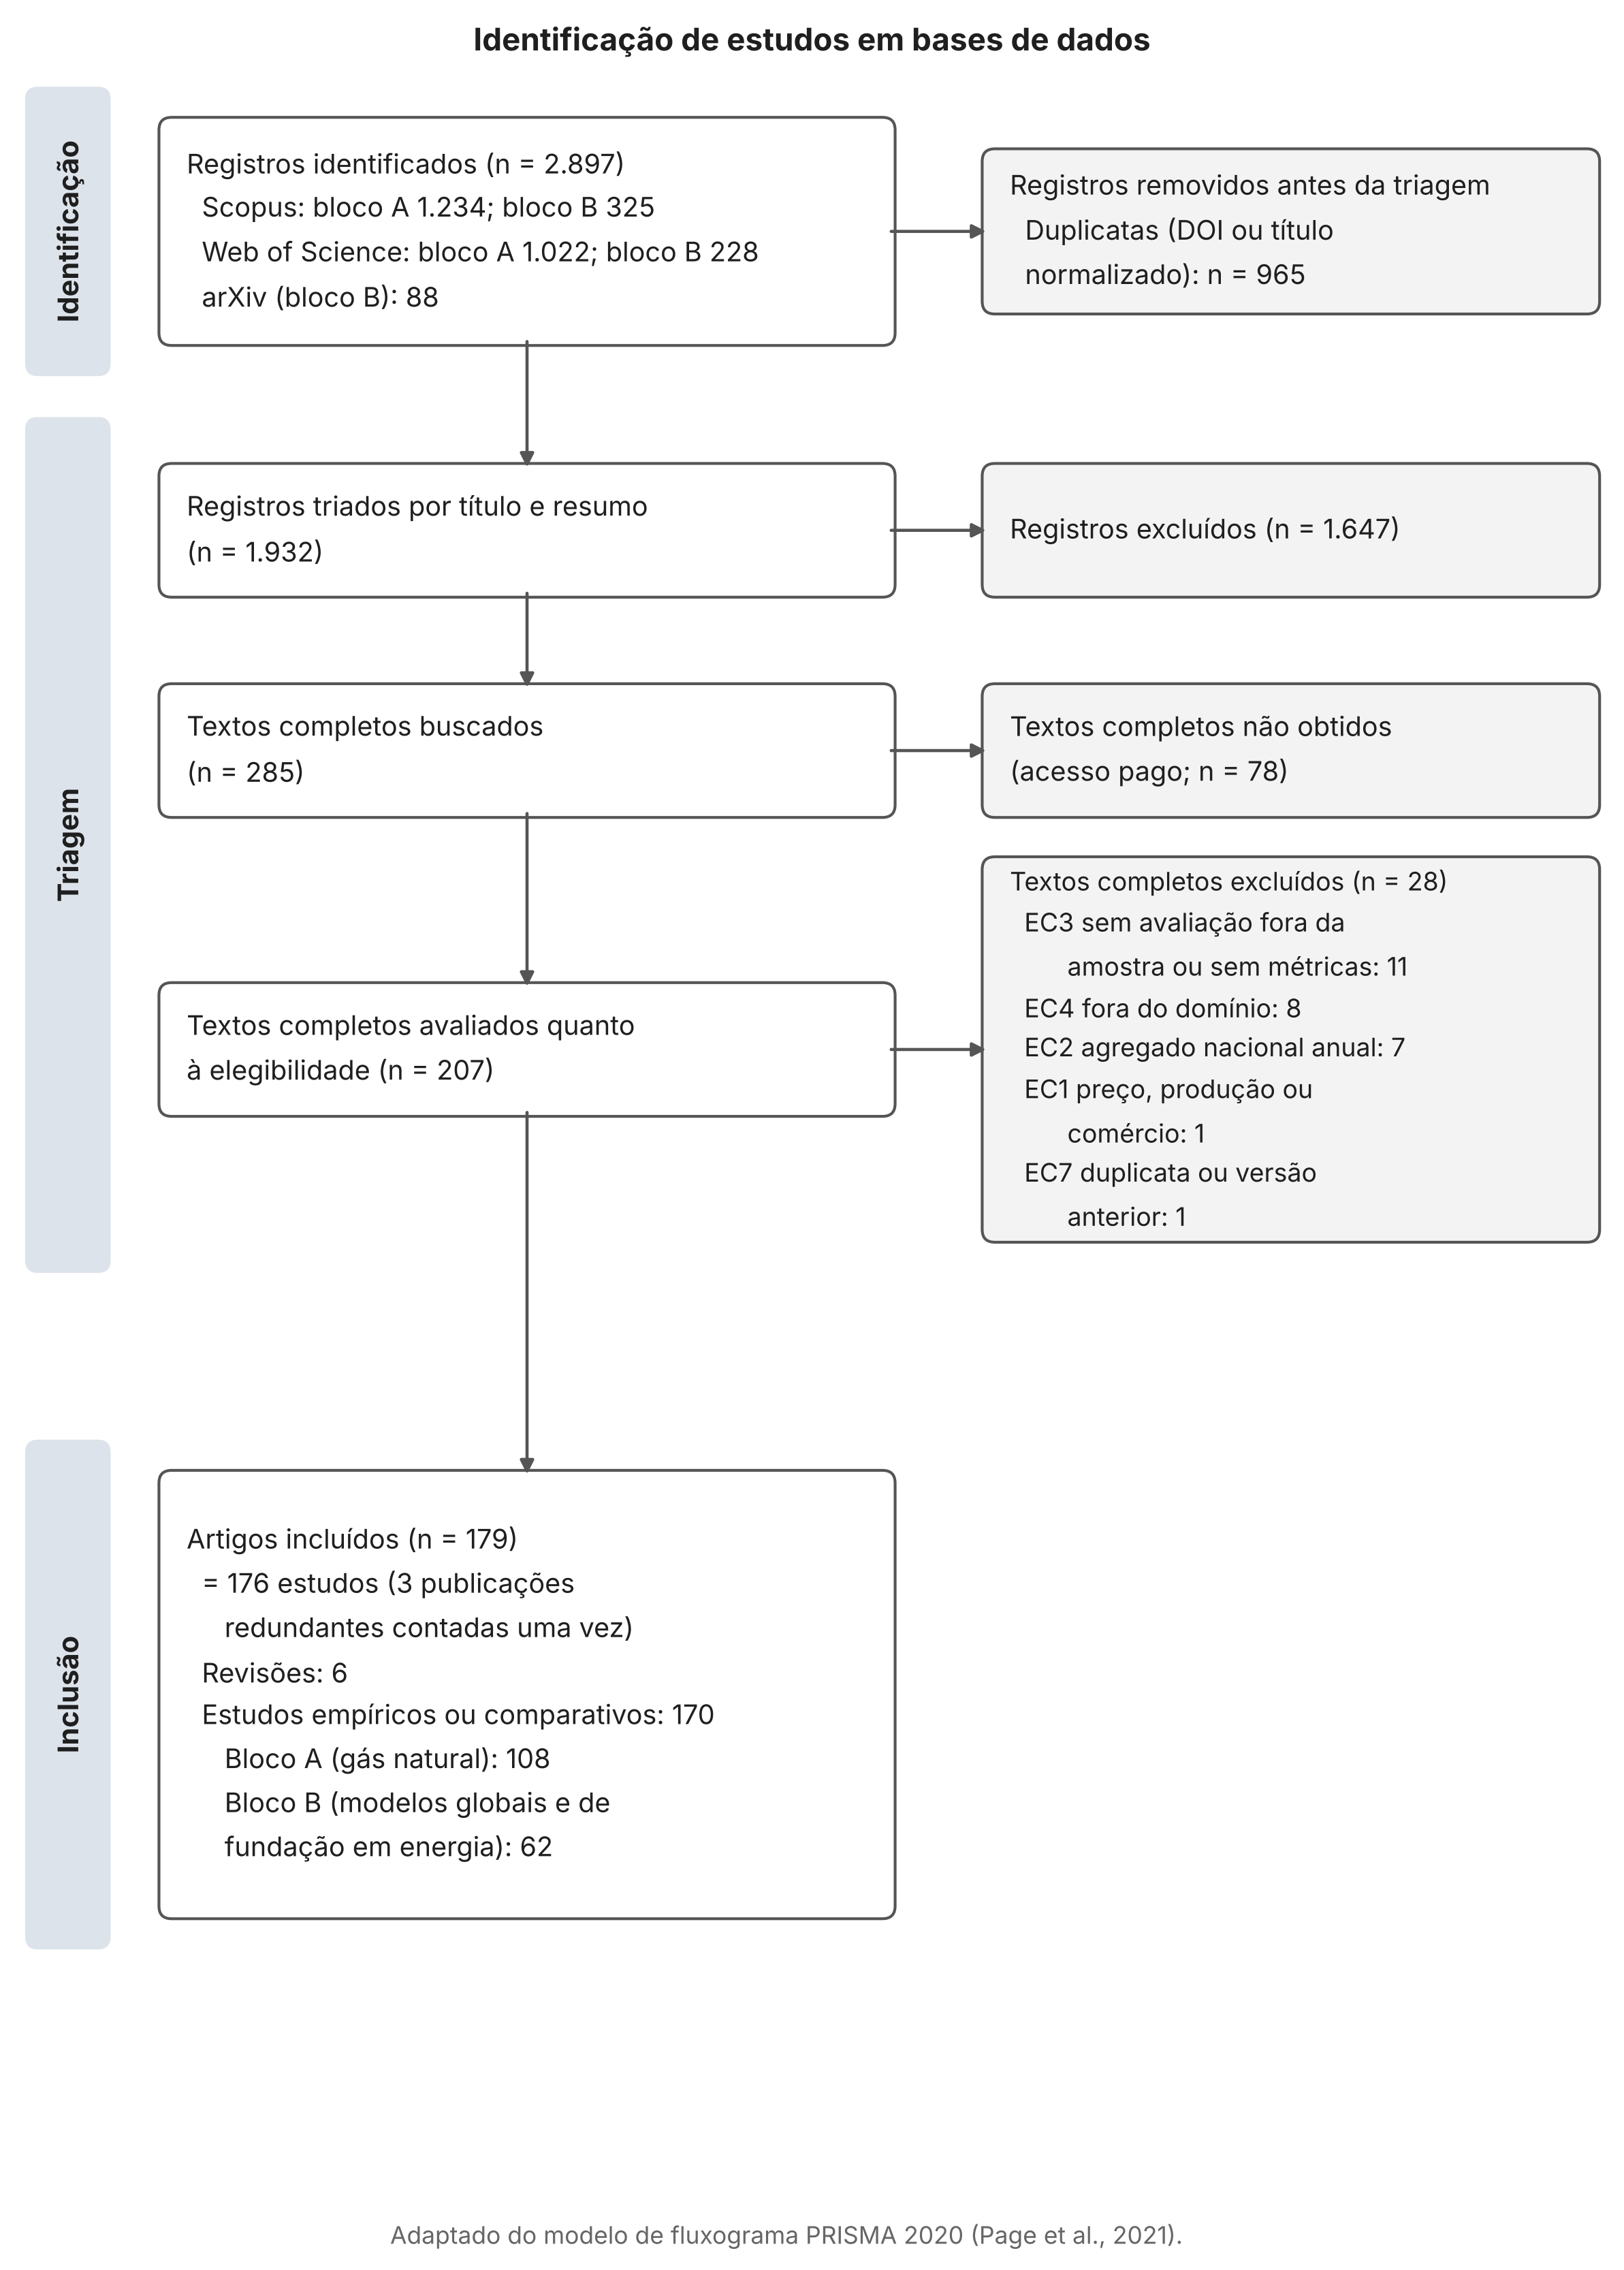 Identificação de estudos em bases de dados
Identificação
Registros identificados (n = 2.897)
Scopus: bloco A 1.234; bloco B 325
Web of Science: bloco A 1.022; bloco B 228
arXiv (bloco B): 88
Registros removidos antes da triagem
Duplicatas (DOI ou título
normalizado): n = 965
Triagem
Registros triados por título e resumo
(n = 1.932)
Registros excluídos (n = 1.647)
Textos completos buscados
(n = 285)
Textos completos não obtidos
(acesso pago; n = 78)
Textos completos avaliados quanto
à elegibilidade (n = 207)
Textos completos excluídos (n = 28)
EC3 sem avaliação fora da
amostra ou sem métricas: 11
EC4 fora do domínio: 8
EC2 agregado nacional anual: 7
EC1 preço, produção ou
comércio: 1
EC7 duplicata ou versão
anterior: 1
Inclusão
Artigos incluídos (n = 179)
= 176 estudos (3 publicações
redundantes contadas uma vez)
Revisões: 6
Estudos empíricos ou comparativos: 170
Bloco A (gás natural): 108
Bloco B (modelos globais e de
fundação em energia): 62
Adaptado do modelo de fluxograma PRISMA 2020 (Page et al., 2021).